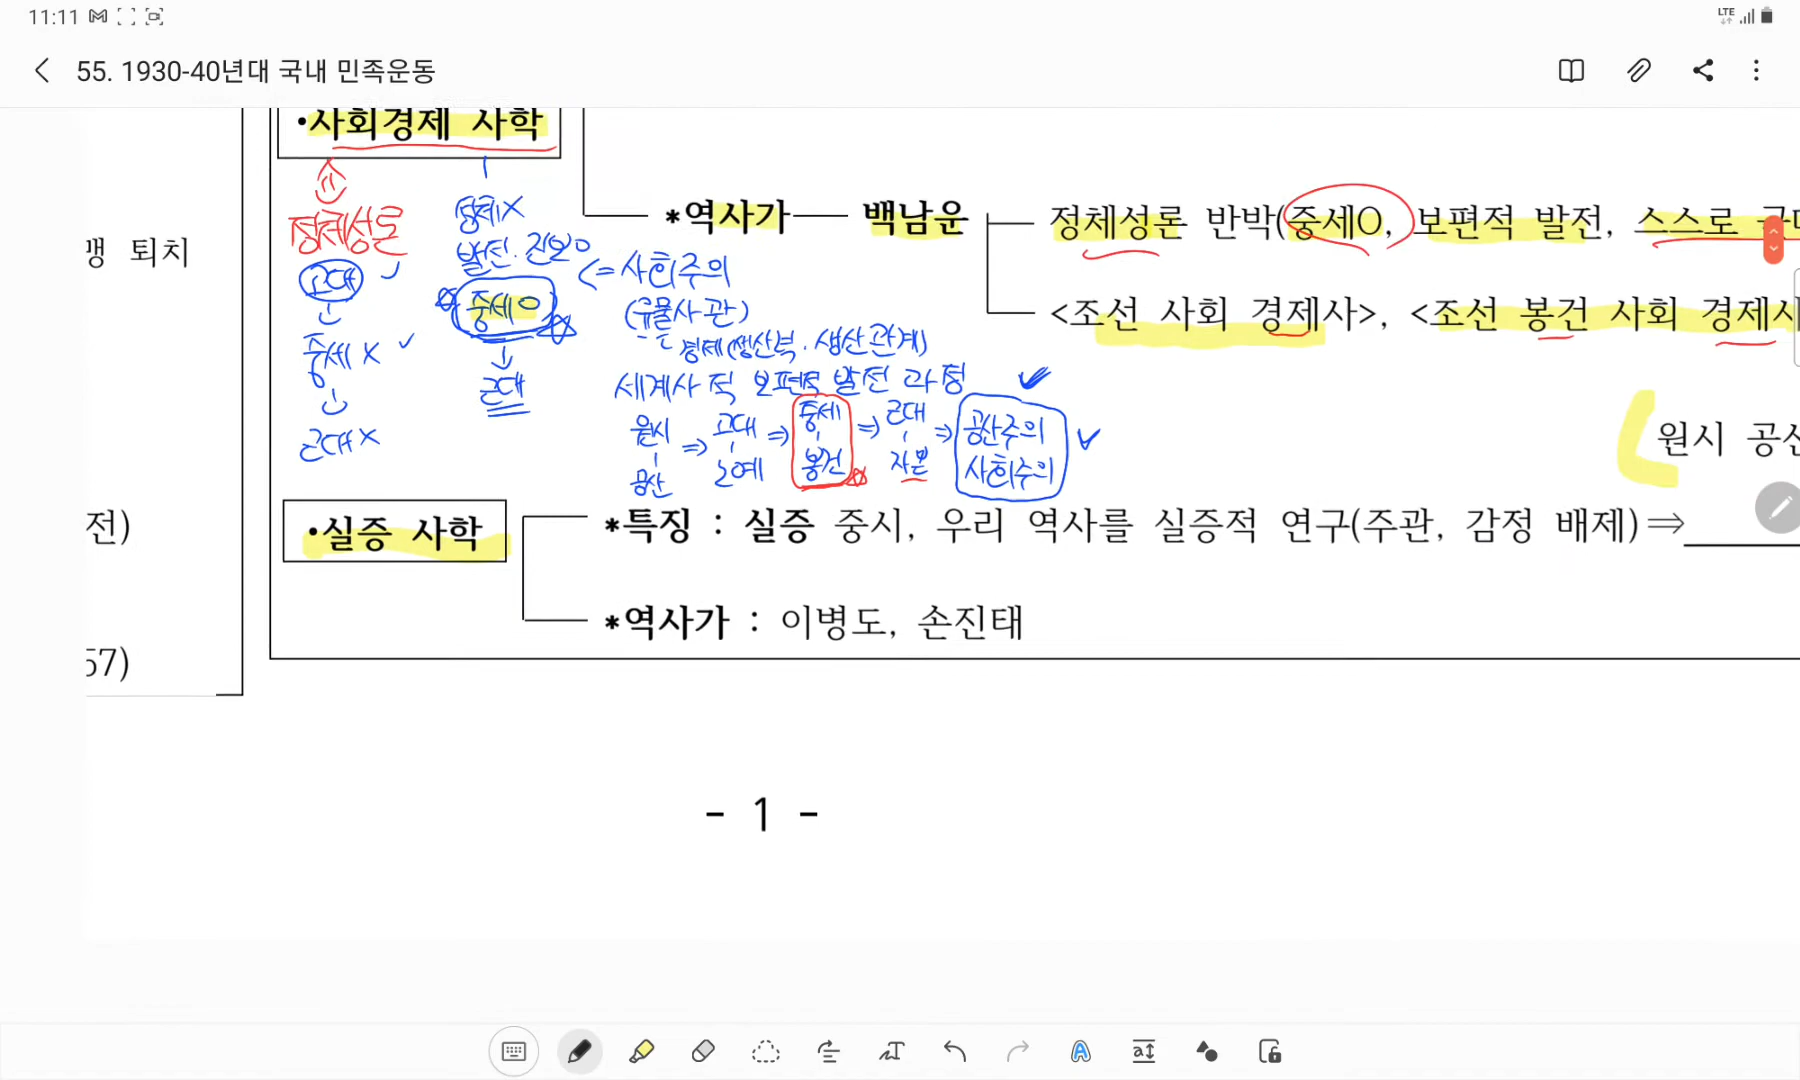 11:11
LTE
55. 1930-40년대 국내 민족운동
•사회경제 사학
*역사가 백남운 정체성론 반박(중세O, 보편적 발전, 스스로
<조선 사회 경제사>, <조선 봉건 사회 경제사
맹 퇴치
정체성론
고대
중세 X
근대 X
정체 X
발전·진보 O
중세 O
근대
<= 사회주의
(유물사관)
경제(생산력·생산관계)
세계사적 보편적 발전 과정
원시 ⇒ 고대 ⇒ 중세 ⇒ 근대 ⇒ 공산주의
공산 노예 봉건 자본 사회주의
원시 공산
전)
•실증 사학
*특징 : 실증 중시, 우리 역사를 실증적 연구(주관, 감정 배제)⇒
*역사가 : 이병도, 손진태
57)
- 1 -